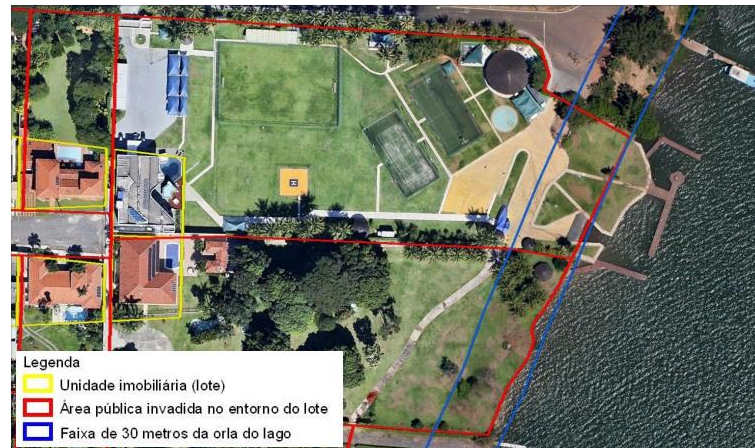 H
Legenda
Unidade imobiliária (lote)
Área pública invadida no entorno do lote
Faixa de 30 metros da orla do lago